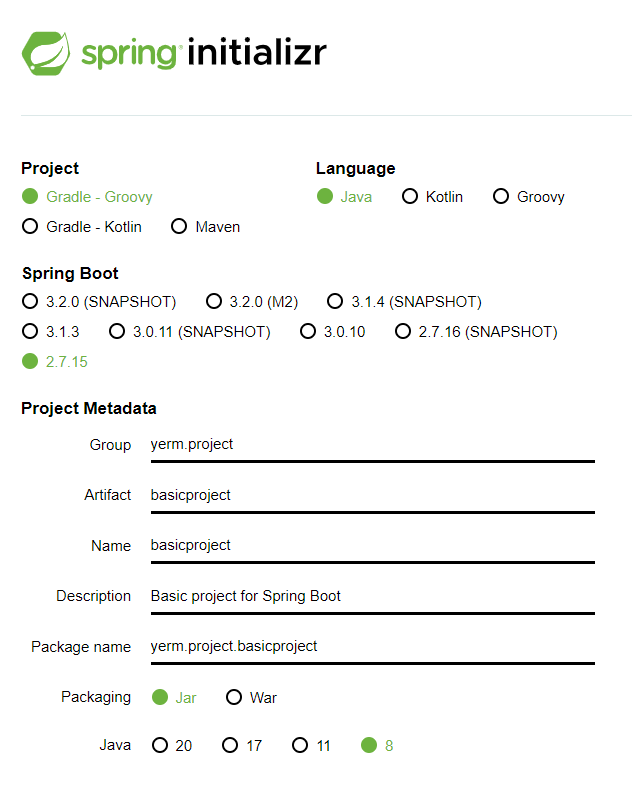 spring initializr
Project
Language
Gradle - Groovy
Java Kotlin Groovy
Gradle - Kotlin Maven
Spring Boot
3.2.0 (SNAPSHOT) 3.2.0 (M2) 3.1.4 (SNAPSHOT)
3.1.3 3.0.11 (SNAPSHOT) 3.0.10 2.7.16 (SNAPSHOT)
2.7.15
Project Metadata
Group yerm.project
Artifact basicproject
Name basicproject
Description Basic project for Spring Boot
Package name yerm.project.basicproject
Packaging Jar War
Java 20 17 11 8